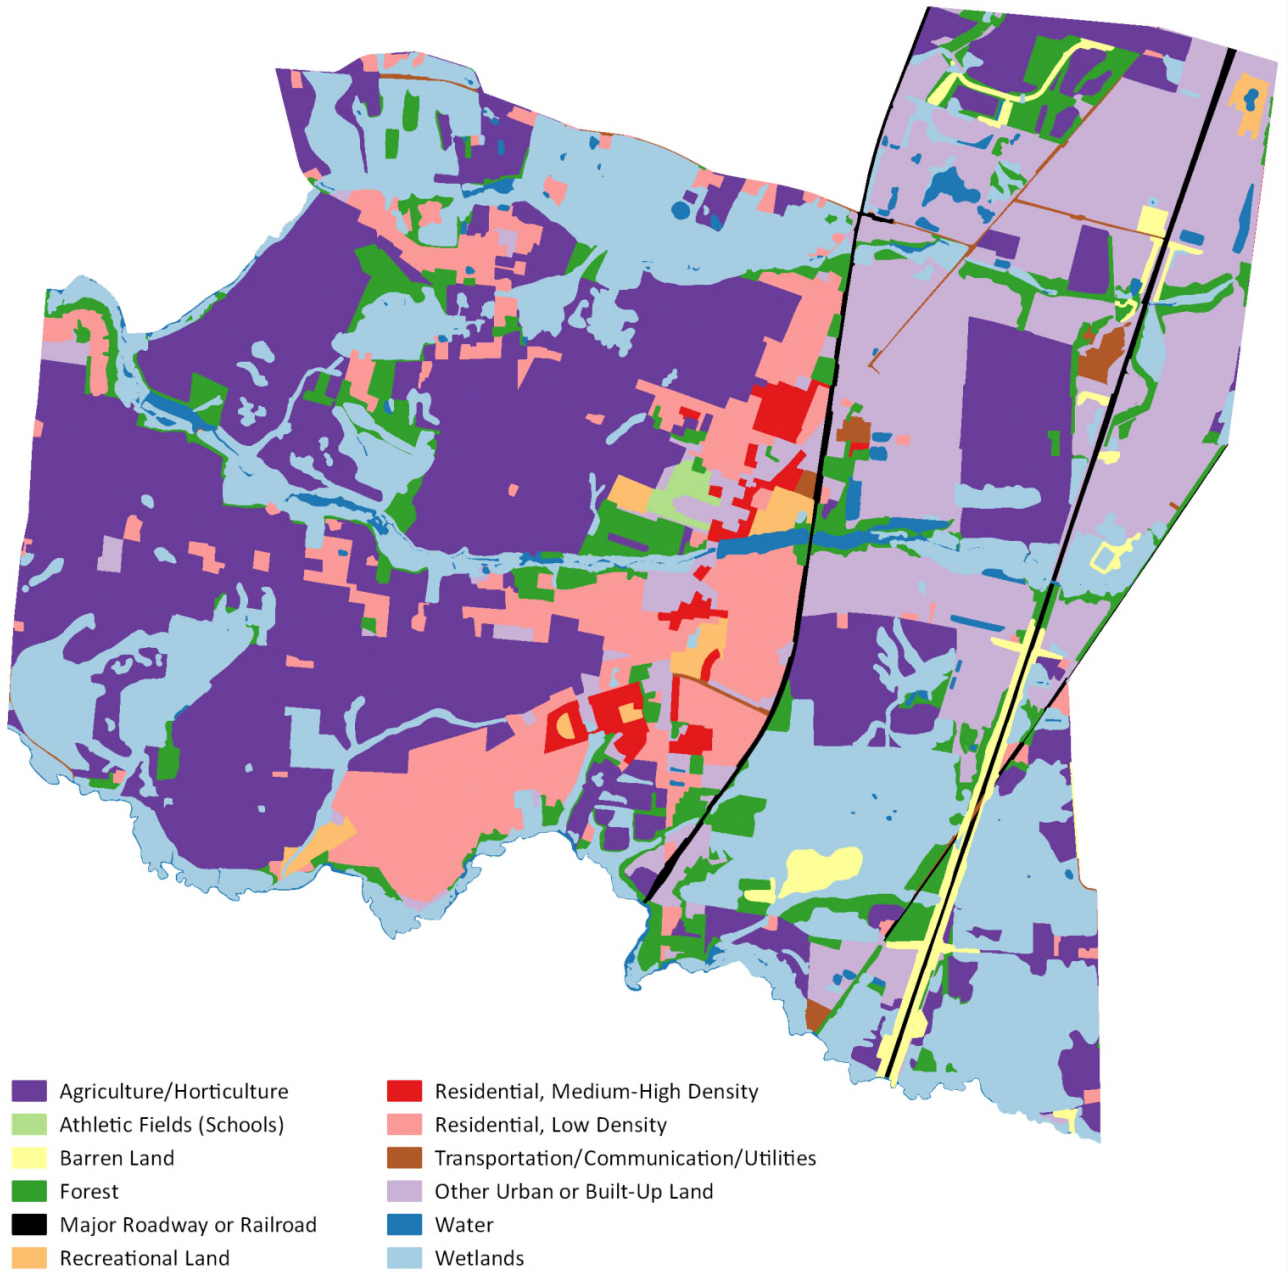 Agriculture/Horticulture
Athletic Fields (Schools)
Barren Land
Forest
Major Roadway or Railroad
Recreational Land
Residential, Medium-High Density
Residential, Low Density
Transportation/Communication/Utilities
Other Urban or Built-Up Land
Water
Wetlands